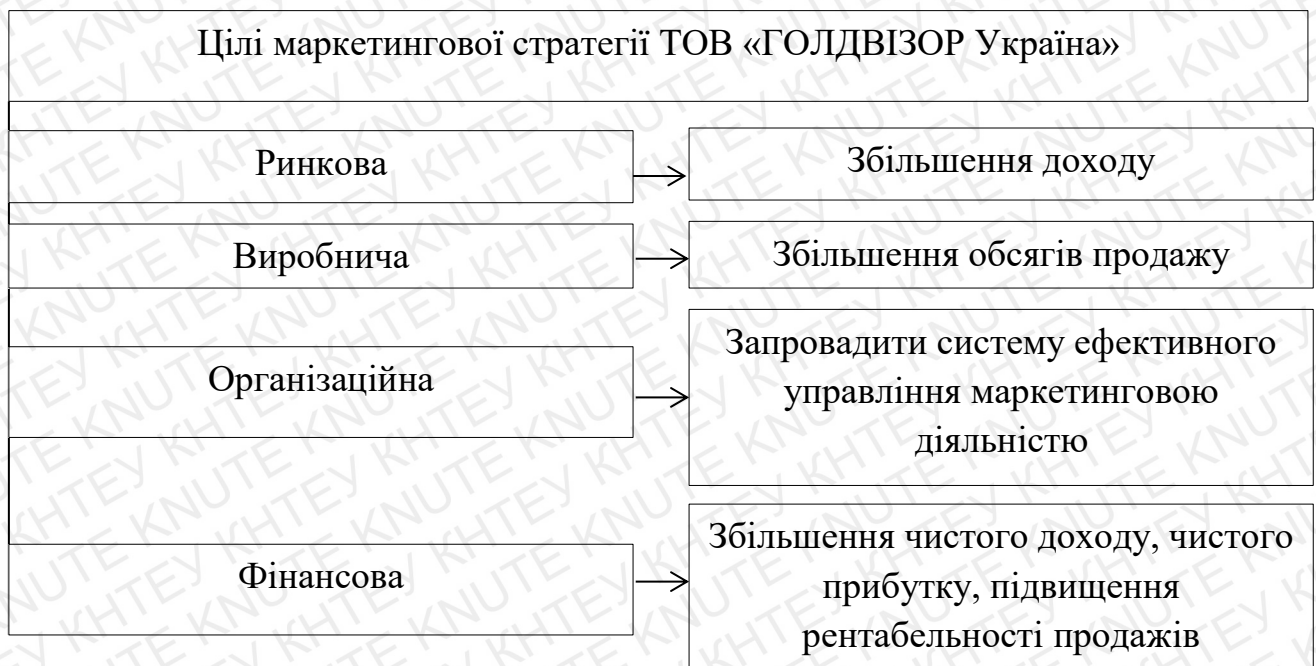 Цілі маркетингової стратегії ТОВ «ГОЛДВІЗОР Україна»
Ринкова
Збільшення доходу
Виробнича
Збільшення обсягів продажу
Організаційна
Запровадити систему ефективного
управління маркетинговою
діяльністю
Фінансова
Збільшення чистого доходу, чистого
прибутку, підвищення
рентабельності продажів